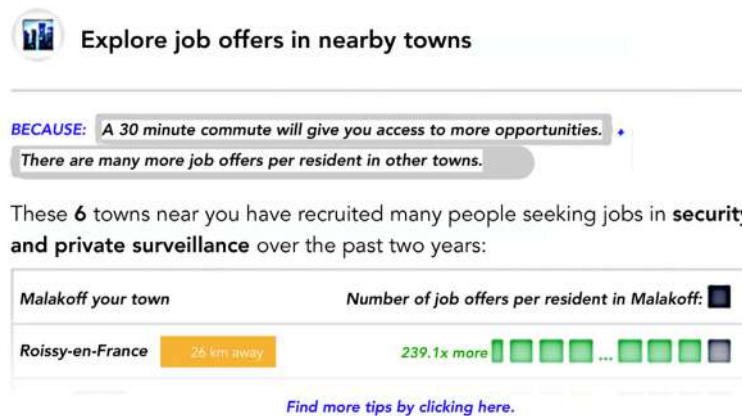 Explore job offers in nearby towns
BECAUSE: A 30 minute commute will give you access to more opportunities.
There are many more job offers per resident in other towns.
These 6 towns near you have recruited many people seeking jobs in security
and private surveillance over the past two years:
Malakoff your town Number of job offers per resident in Malakoff:
Roissy-en-France 26 km away 239.1x more ...
Find more tips by clicking here.